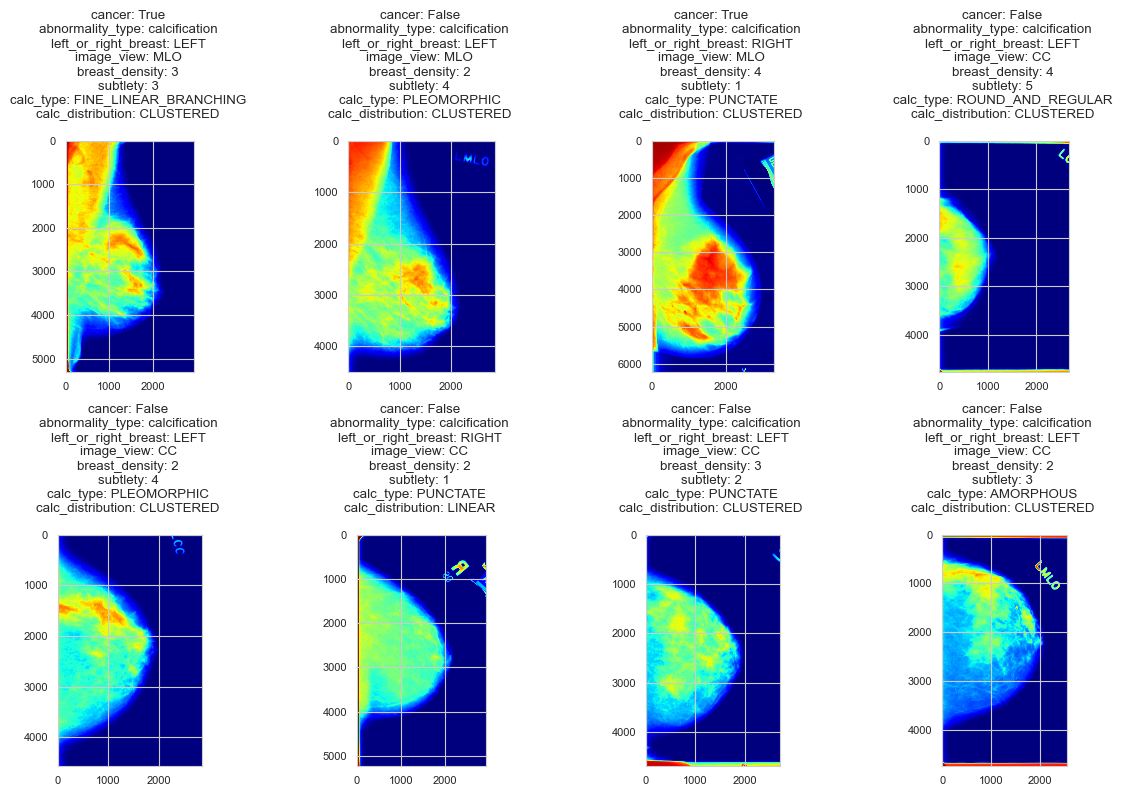 cancer: True
abnormality_type: calcification
left_or_right_breast: LEFT
image_view: MLO
breast_density: 3
subtlety: 3
calc_type: FINE_LINEAR_BRANCHING
calc_distribution: CLUSTERED
0
1000
2000
3000
4000
5000
0 1000 2000
cancer: False
abnormality_type: calcification
left_or_right_breast: LEFT
image_view: MLO
breast_density: 2
subtlety: 4
calc_type: PLEOMORPHIC
calc_distribution: CLUSTERED
L MLO
0
1000
2000
3000
4000
0 1000 2000
cancer: True
abnormality_type: calcification
left_or_right_breast: RIGHT
image_view: MLO
breast_density: 4
subtlety: 1
calc_type: PUNCTATE
calc_distribution: CLUSTERED
0
1000
2000
3000
4000
5000
6000
0 2000
cancer: False
abnormality_type: calcification
left_or_right_breast: LEFT
image_view: CC
breast_density: 4
subtlety: 5
calc_type: ROUND_AND_REGULAR
calc_distribution: CLUSTERED
0
1000
2000
3000
4000
0 1000 2000
cancer: False
abnormality_type: calcification
left_or_right_breast: LEFT
image_view: CC
breast_density: 2
subtlety: 4
calc_type: PLEOMORPHIC
calc_distribution: CLUSTERED
CC
0
1000
2000
3000
4000
0 1000 2000
cancer: False
abnormality_type: calcification
left_or_right_breast: RIGHT
image_view: CC
breast_density: 2
subtlety: 1
calc_type: PUNCTATE
calc_distribution: LINEAR
R
0
1000
2000
3000
4000
5000
0 1000 2000
cancer: False
abnormality_type: calcification
left_or_right_breast: LEFT
image_view: CC
breast_density: 3
subtlety: 2
calc_type: PUNCTATE
calc_distribution: CLUSTERED
0
1000
2000
3000
4000
0 1000 2000
cancer: False
abnormality_type: calcification
left_or_right_breast: LEFT
image_view: CC
breast_density: 2
subtlety: 3
calc_type: AMORPHOUS
calc_distribution: CLUSTERED
L MLO
0
1000
2000
3000
4000
0 1000 2000